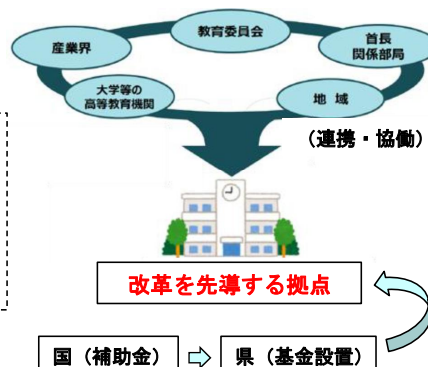 教育委員会
産業界
首長
関係部局
大学等の
高等教育機関
地 域
(連携・協働)
改革を先導する拠点
国(補助金)
県(基金設置)